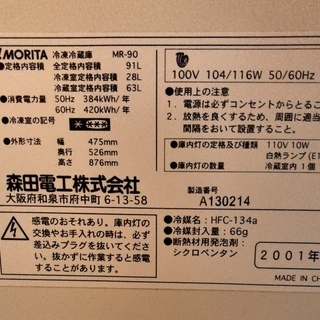 MORITA 冷凍冷蔵庫 MR-90
●定格内容積 91L
冷凍室定格内容積 28L
冷蔵室定格内容積 63L
●消費電力量 50Hz 384kWh/年
60Hz 420kWh/年
●冷凍室の記号
●外形寸法 幅 475mm
奥行 526mm
高さ 876mm
森田電工株式会社
大阪府和泉市府中町 6-13-58
感電のおそれあり。庫内灯の
交換やお手入れの時は、必ず
差込みプラグを抜いてください。
抜かずに作業すると感電する
ことがあります。
100V 104/116W 50/60Hz
●使用上の注意
1. 電源は必ずコンセントからとること
2. 放熱を良くするため、周囲に適当
間隔をおいて設置すること
●庫内灯の定格及び種類 110V 10W
白熱ランプ
●庫内灯の 冷蔵室内 1個
製造番号
A130214
●冷媒名：HFC-134a
●冷媒封入量：66g
●断熱材用発泡剤：
シクロペンタン
2001年
MADE IN